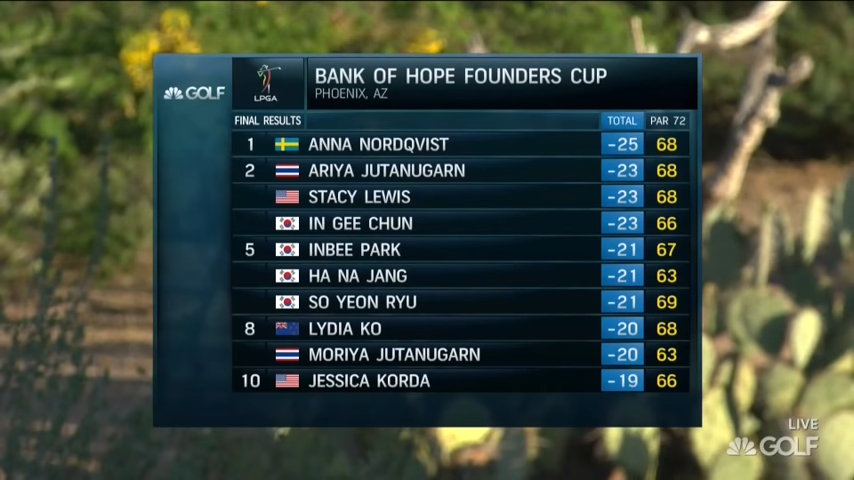 GOLF
LPGA
BANK OF HOPE FOUNDERS CUP
PHOENIX, AZ
FINAL RESULTS TOTAL PAR 72
1 ANNA NORDQVIST -25 68
2 ARIYA JUTANUGARN -23 68
STACY LEWIS -23 68
IN GEE CHUN -23 66
5 INBEE PARK -21 67
HA NA JANG -21 63
SO YEON RYU -21 69
8 LYDIA KO -20 68
MORIYA JUTANUGARN -20 63
10 JESSICA KORDA -19 66
LIVE
GOLF